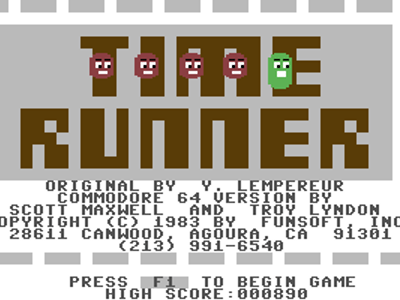 TIME
RUNNER
ORIGINAL BY Y. LEMPEREUR
COMMODORE 64 VERSION BY
SCOTT MAXWELL AND TROY LYNDON
OPYRIGHT (C) 1983 BY FUNSOFT, INC
28611 CANWOOD, AGOURA, CA 91301
(213) 991-6540
PRESS F1 TO BEGIN GAME
HIGH SCORE:000890